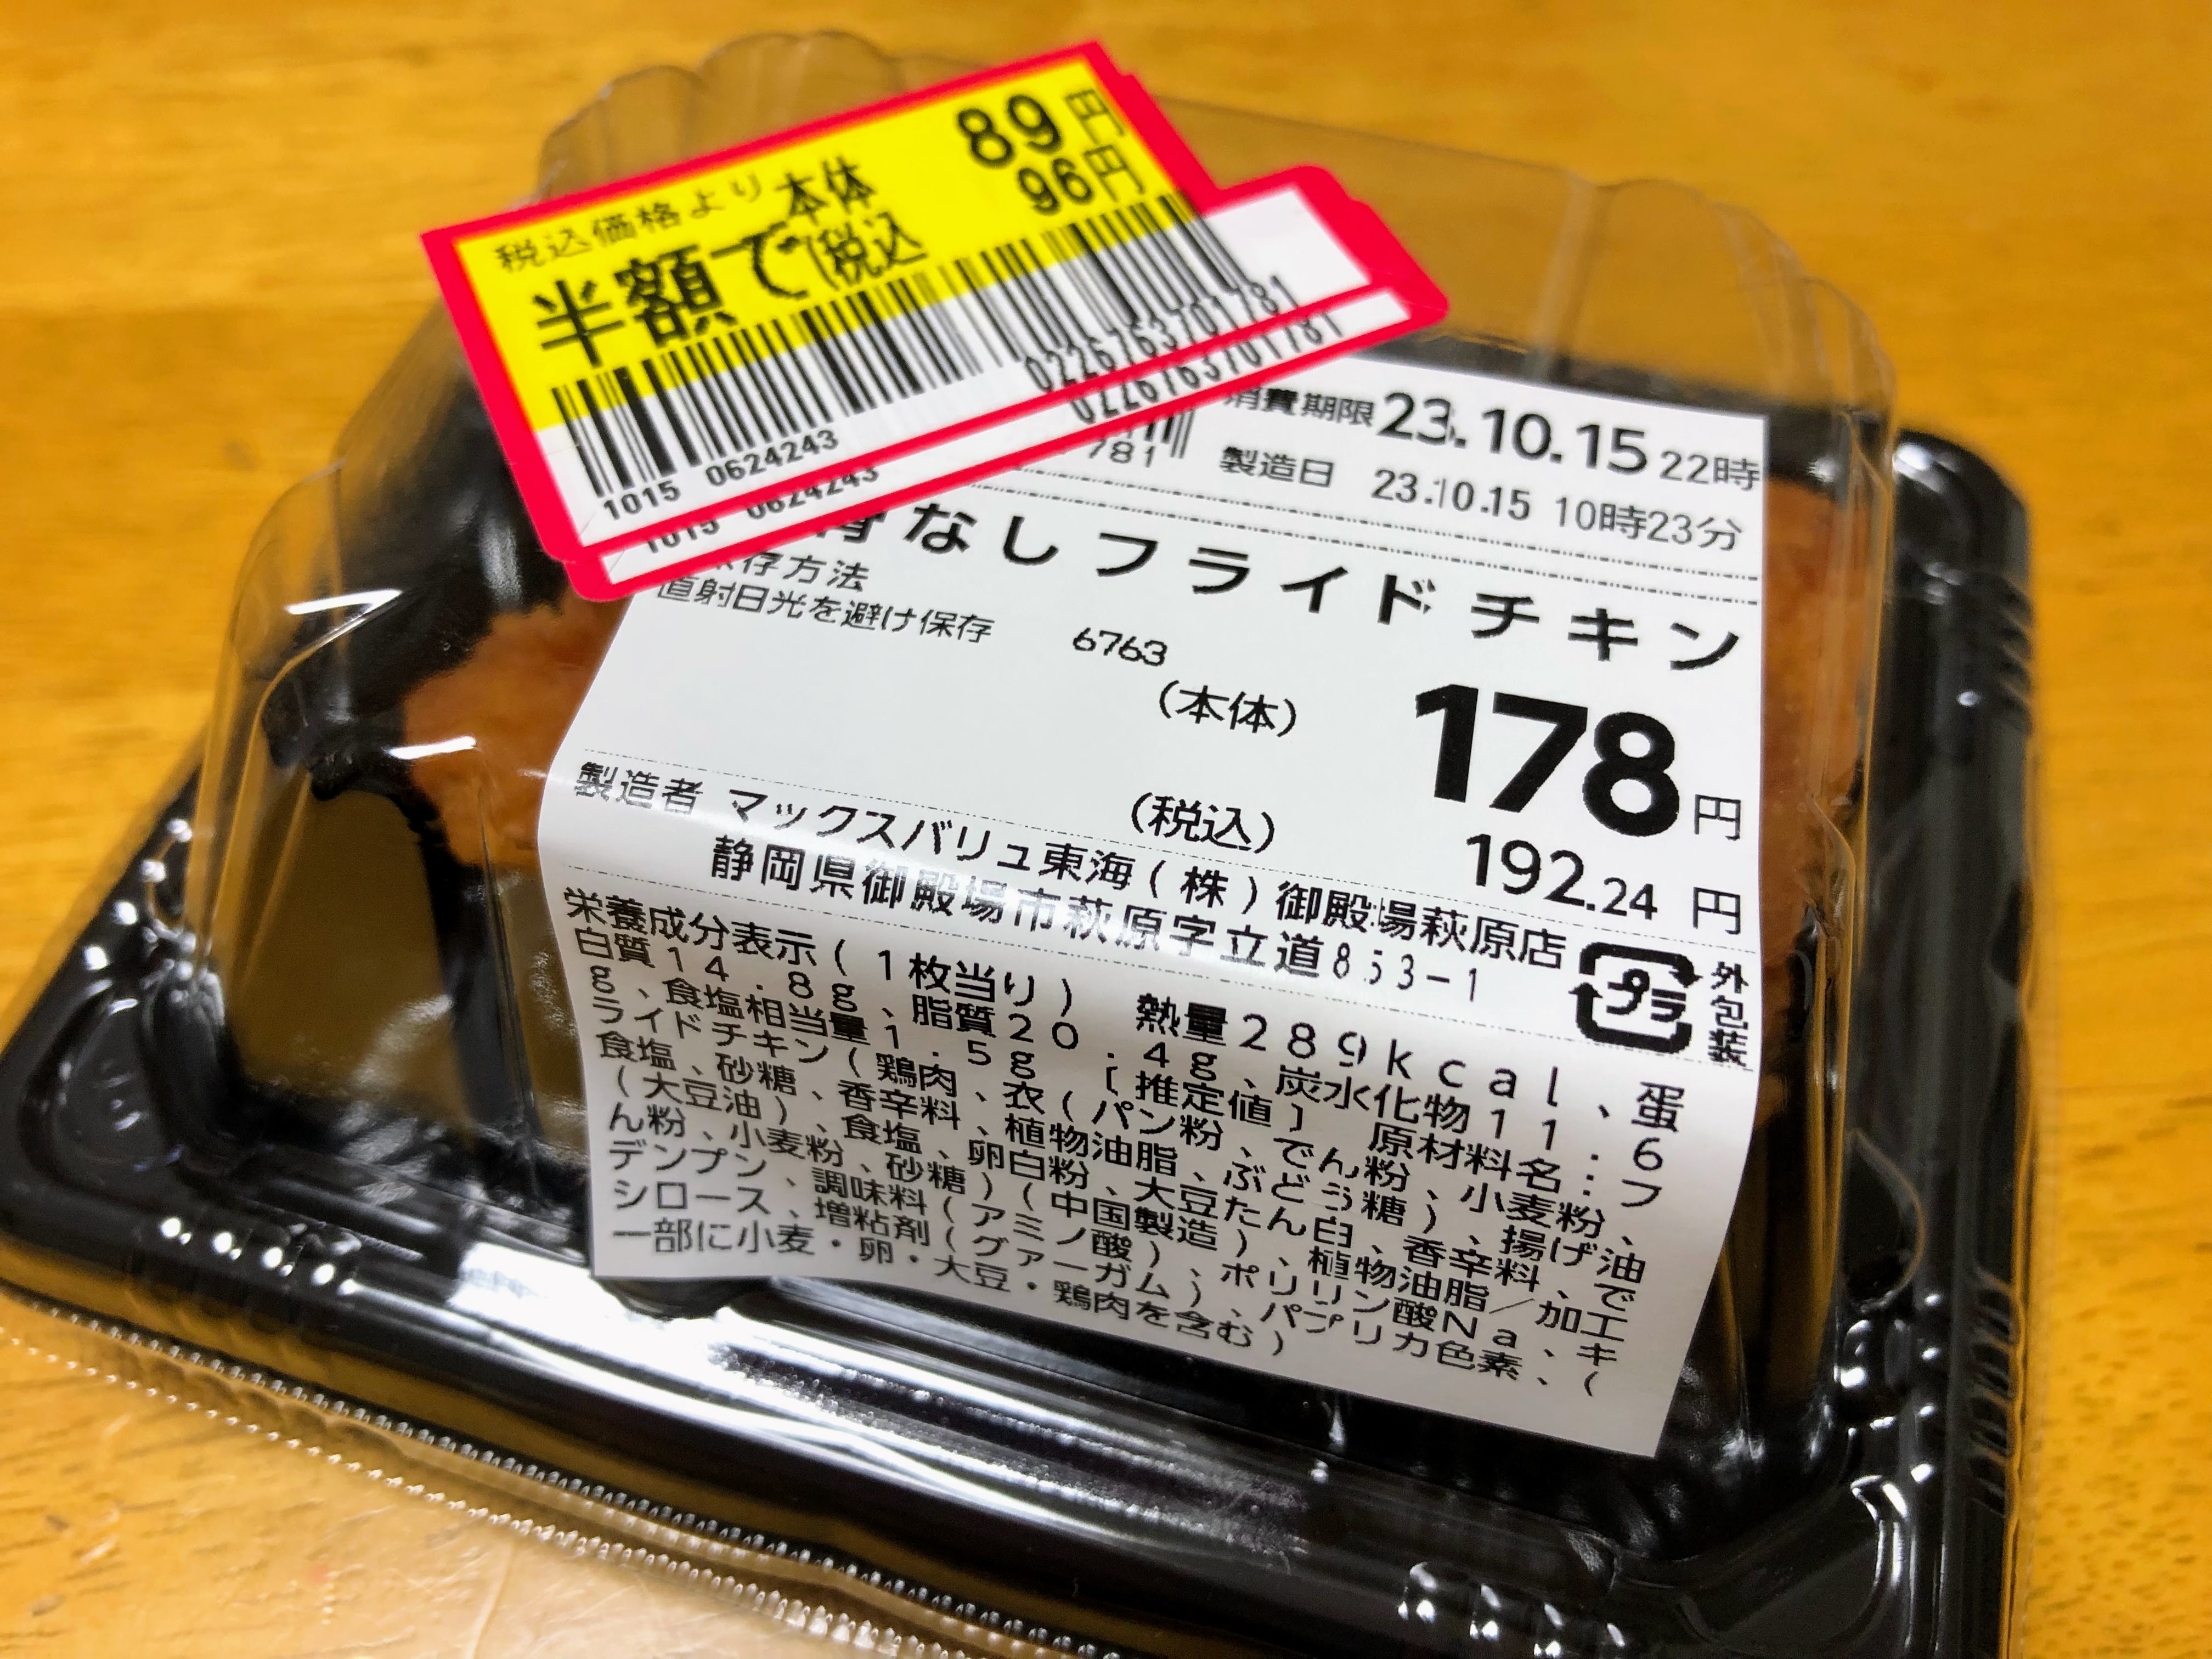 税込価格より
本体 89円
半額で(税込 96円
0226763701781
1015 0624243
0226763701781
1015 0624243
781
消費期限 23.10.15 22時
製造日 23.10.15 10時23分
骨なしフライドチキン
保存方法
直射日光を避け保存 6763
(本体) 178円
(税込) 192.24円
製造者 マックスバリュ東海(株)御殿場萩原店
静岡県御殿場市萩原字立道853-1
プラ 外包装
栄養成分表示(1枚当り) 熱量289kcal、蛋
白質14.8g、脂質20.4g、炭水化物11.6
g、食塩相当量1.5g [推定値] 原材料名:フ
ライドチキン(鶏肉、衣(パン粉、でん粉、小麦粉、
食塩、砂糖、香辛料、植物油脂、ぶどう糖)、揚げ油
(大豆油)、食塩、卵白粉、大豆たん白、香辛料、で
ん粉、小麦粉、砂糖)(中国製造)、植物油脂/加工
デンプン、調味料(アミノ酸)、ポリリン酸Na、キ
シロース、増粘剤(グァーガム)、パプリカ色素、(
一部に小麦・卵・大豆・鶏肉を含む)